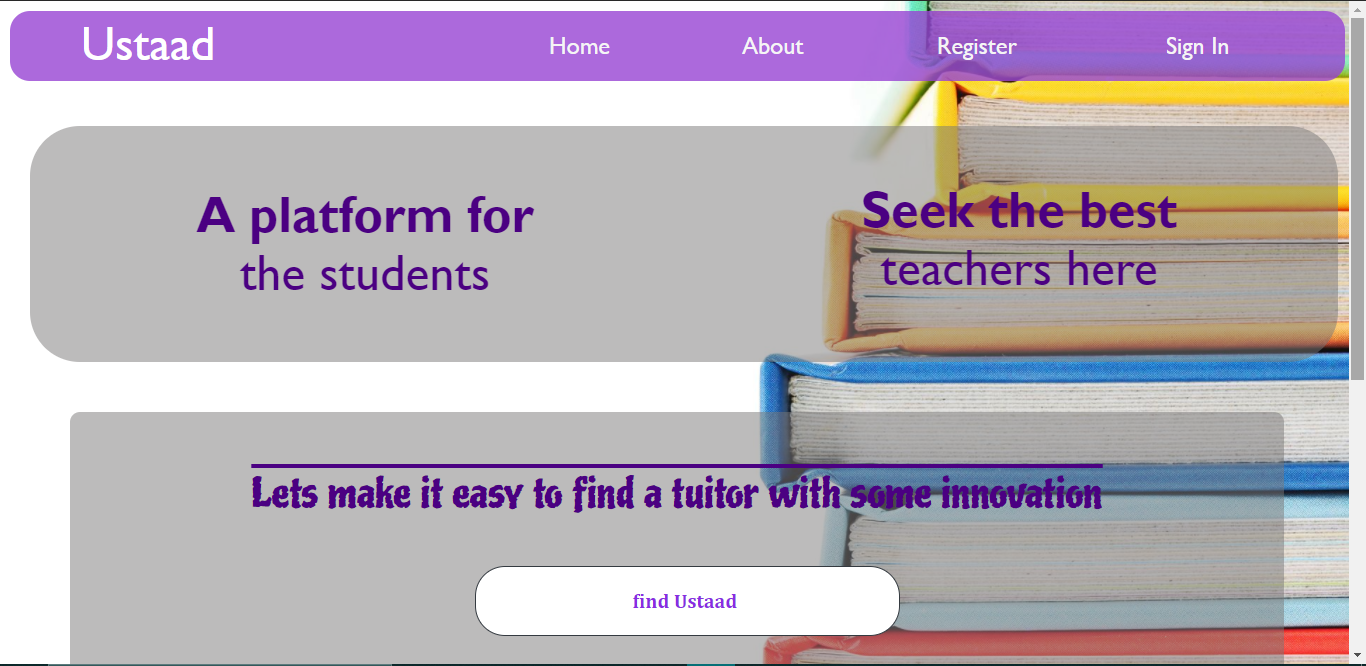 Ustaad
Home
About
Register
Sign In
A platform for
the students
Seek the best
teachers here
Lets make it easy to find a tuitor with some innovation
find Ustaad